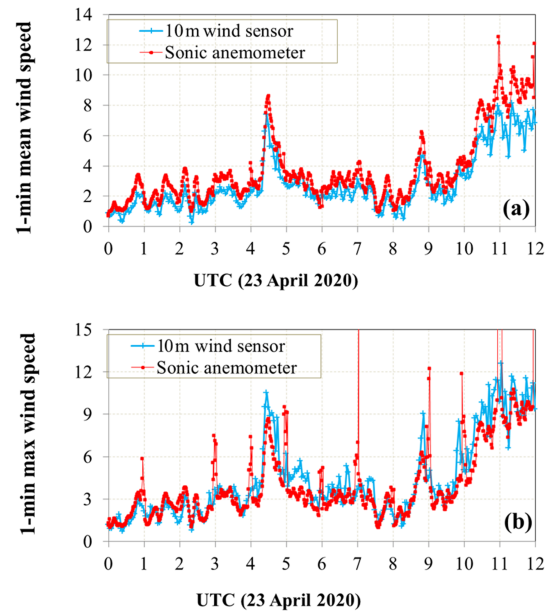 14
12
10
8
6
4
2
0
1-min mean wind speed
10m wind sensor
Sonic anemometer
(a)
0 1 2 3 4 5 6 7 8 9 10 11 12
UTC (23 April 2020)
15
12
9
6
3
0
1-min max wind speed
10m wind sensor
Sonic anemometer
(b)
0 1 2 3 4 5 6 7 8 9 10 11 12
UTC (23 April 2020)